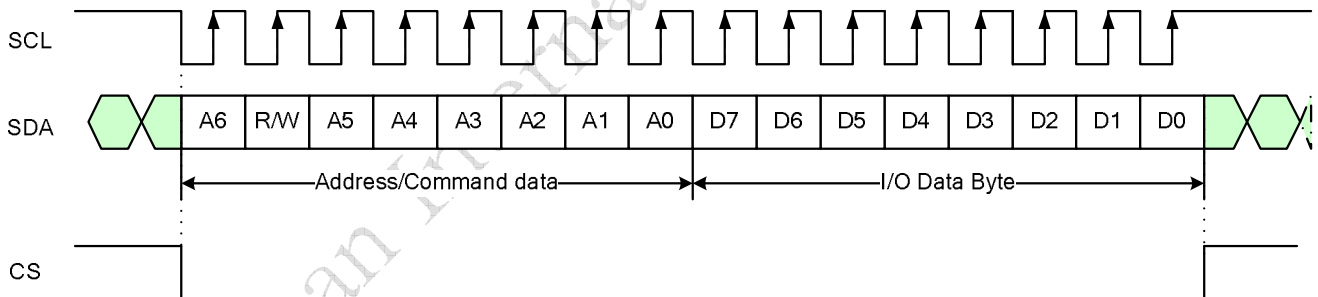 SCL
SDA A6 R/W A5 A4 A3 A2 A1 A0 D7 D6 D5 D4 D3 D2 D1 D0
Address/Command data I/O Data Byte
CS